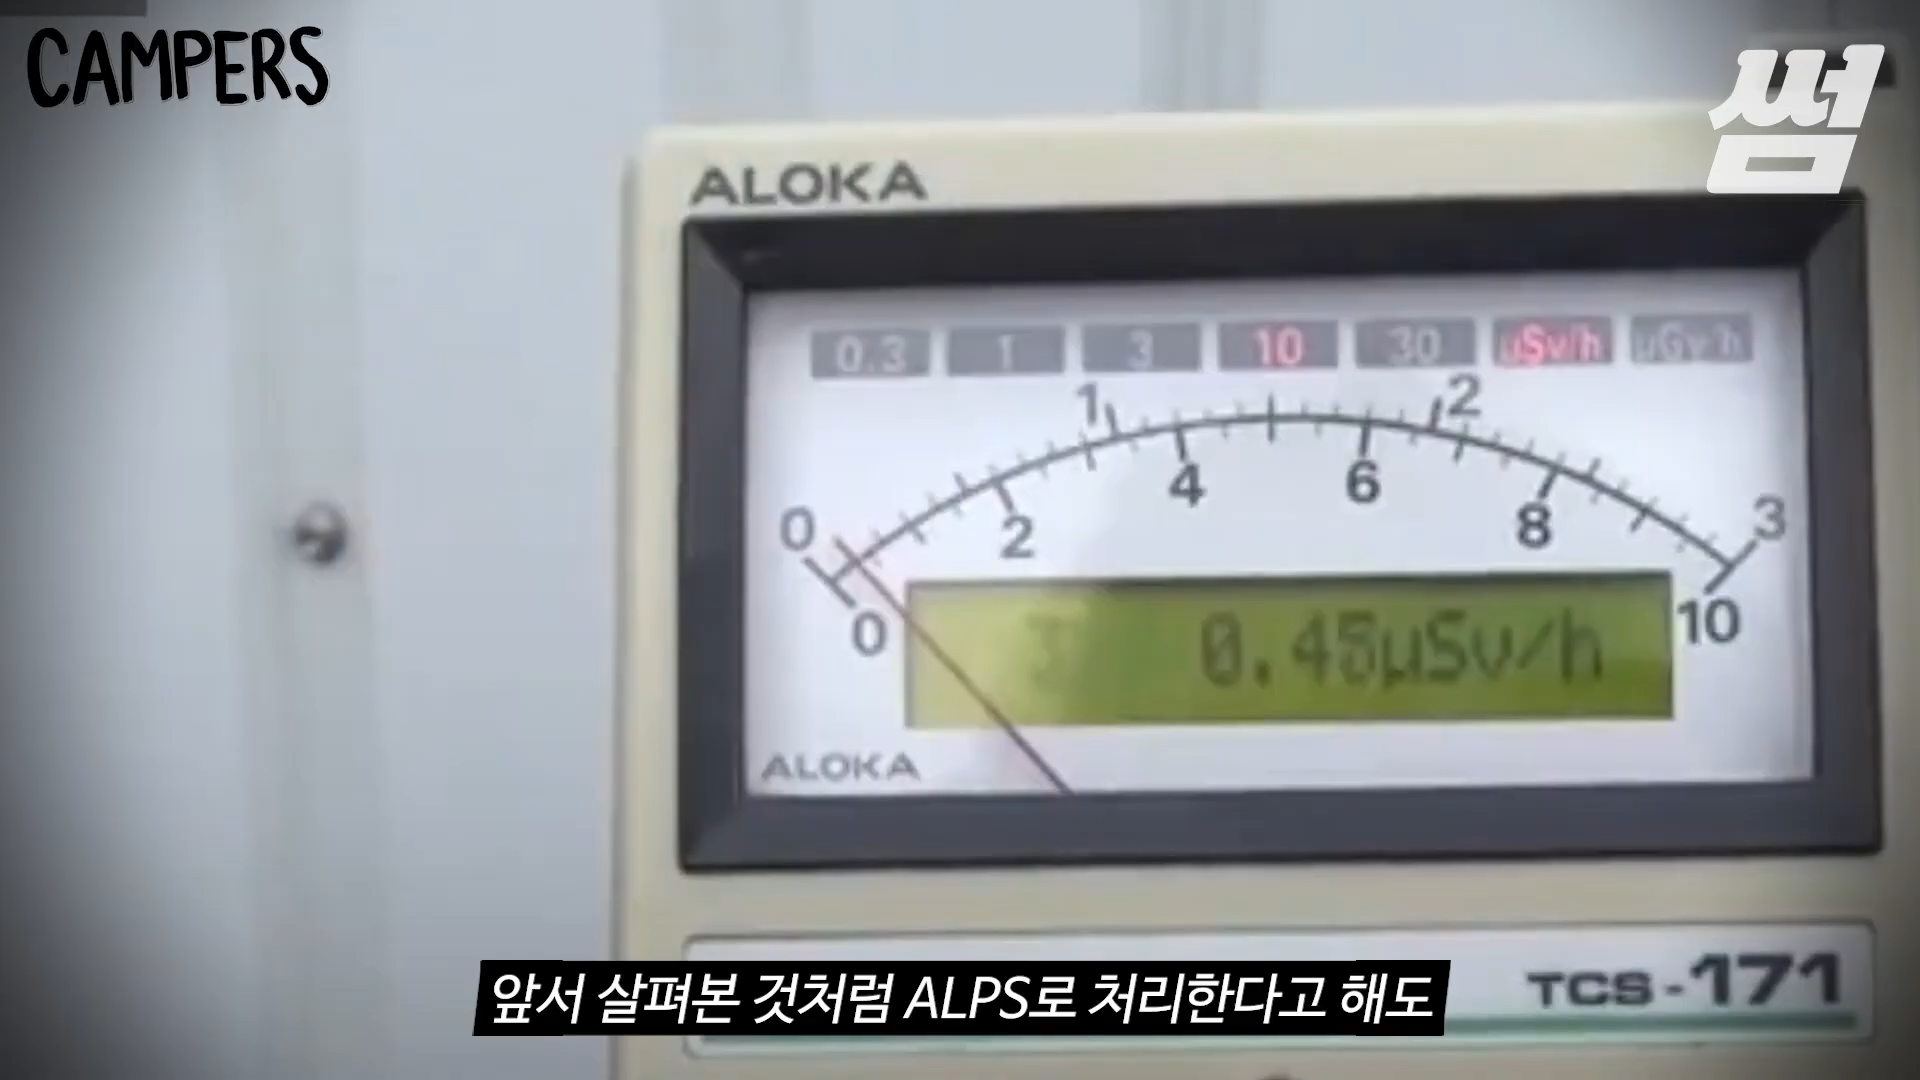 CAMPERS
썸
ALOKA
0.3 1 3 10 30 μSv/h μGy/h
1 2
0 2 4 6 8 3
0 10
0.45μSv/h
ALOKA
TCS-171
앞서 살펴본 것처럼 ALPS로 처리한다고 해도